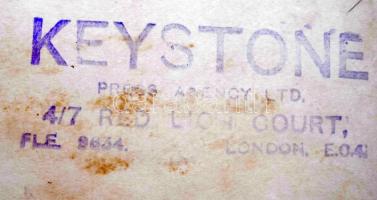 KEYSTONE
PRESS AGENCY LTD.
4/7 RED LION COURT,
FLE. 9634. LONDON. E.C.4.